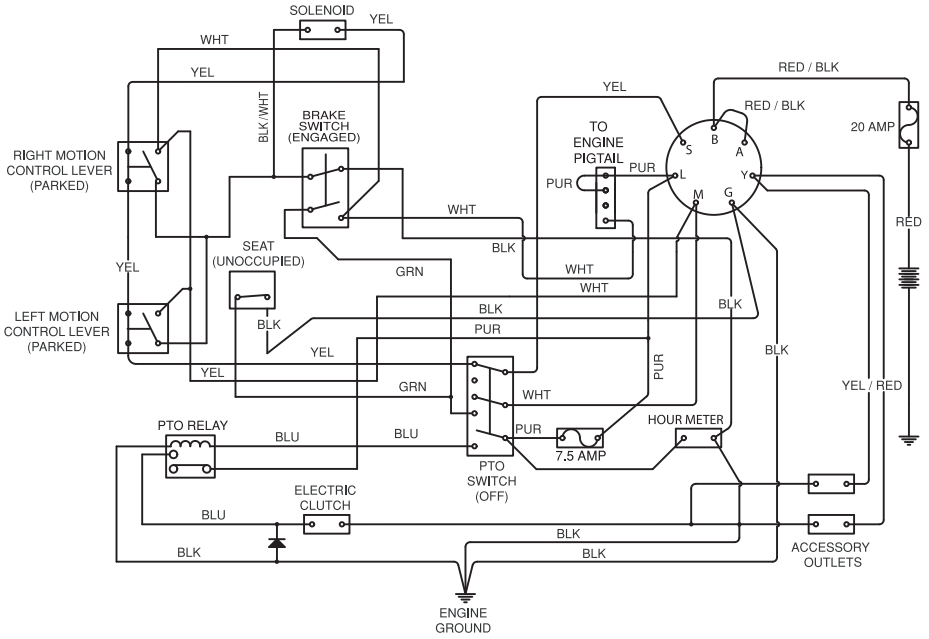 SOLENOID
YEL
WHT
YEL
RED / BLK
YEL
RED / BLK
BLK / WHT
BRAKE
SWITCH
(ENGAGED)
TO
ENGINE
PIGTAIL
20 AMP
B
S
A
RIGHT MOTION
CONTROL LEVER
(PARKED)
PUR
PUR
L
Y
M
G
WHT
RED
BLK
SEAT
(UNOCCUPIED)
YEL
GRN
WHT
WHT
BLK
BLK
LEFT MOTION
CONTROL LEVER
(PARKED)
BLK
PUR
YEL
BLK
PUR
YEL
GRN
WHT
YEL / RED
PTO RELAY
BLU
BLU
PUR
HOUR METER
7.5 AMP
PTO
SWITCH
(OFF)
ELECTRIC
CLUTCH
BLU
BLK
BLK
BLK
ACCESSORY
OUTLETS
ENGINE
GROUND